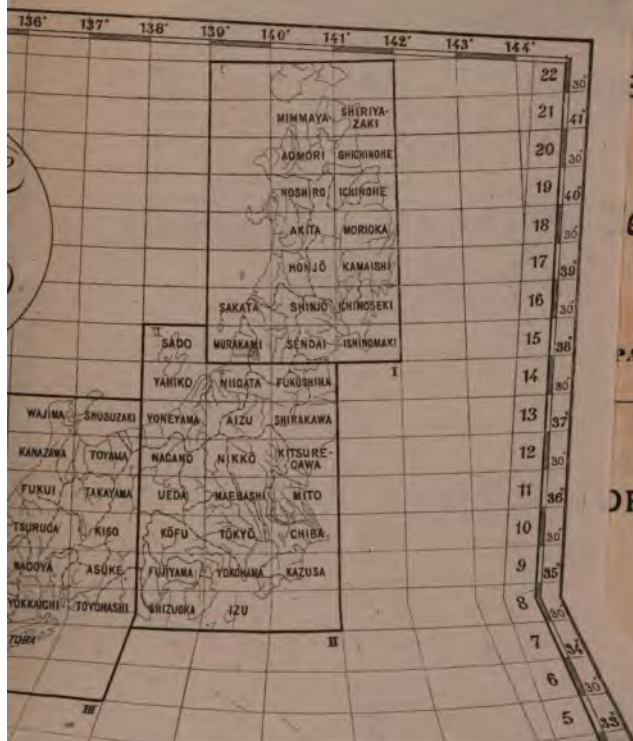 136° 137° 138° 139° 140° 141° 142° 143° 144°
22 30'
MIMMAYA SHIRIYA-
ZAKI 21 41°
AOMORI SHICHINOHE 20 30'
NOSHIRO ICHINOHE 19 40°
AKITA MORIOKA 18 30'
HONJŌ KAMAISHI 17 39°
SAKATA SHINJŌ ICHINOSEKI 16 30'
II SADO MURAKAMI SENDAI ISHINOMAKI 15 38°
I
YAHIKO NIIGATA FUKUSHIMA 14 30'
WAJIMA SHUSUZAKI YONEYAMA AIZU SHIRAKAWA 13 37°
KANAZAWA TOYAMA NAGANO NIKKŌ KITSURE-
GAWA 12 30'
FUKUI TAKAYAMA UEDA MAEBASHI MITO 11 36°
TSURUGA KISO KŌFU TŌKYŌ CHIBA 10 30'
NAGOYA ASUKE FUJIYAMA YOKOHAMA KAZUSA 9 35°
YOKKAICHI TOYOHASHI SHIZUOKA IZU 8 30'
TOBA II 7 34°
6 30'
III 5